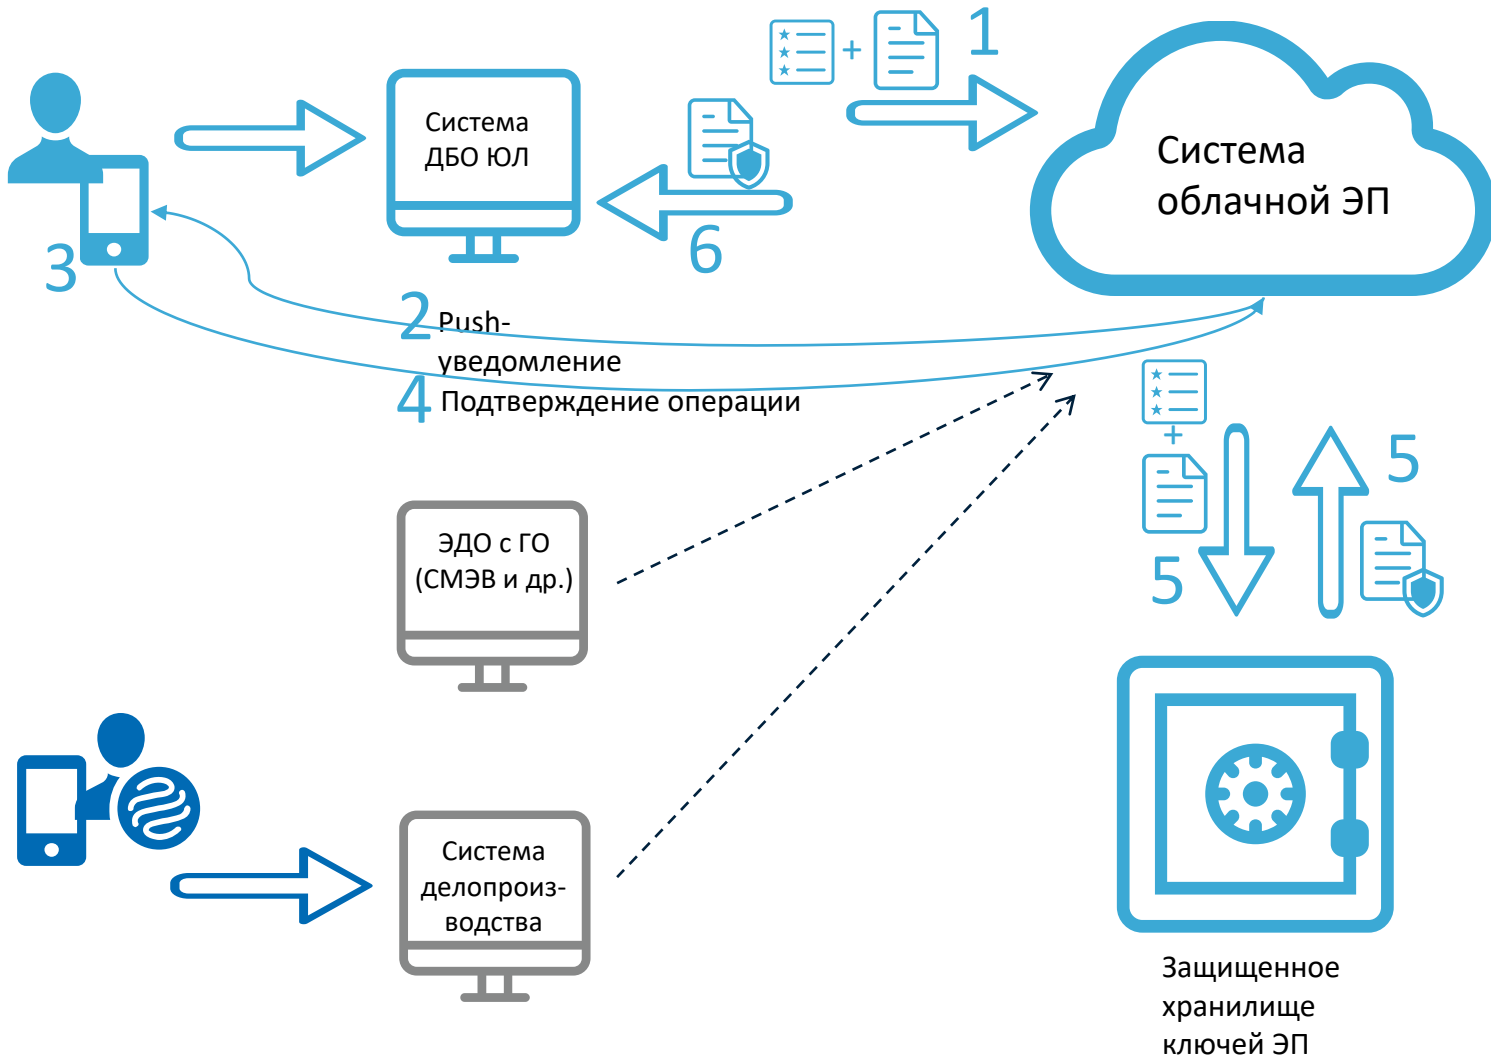 1
Система
ДБО ЮЛ
Система
облачной ЭП
6
3
2
Push-
уведомление
4
Подтверждение операции
5
5
ЭДО с ГО
(СМЭВ и др.)
Система
делопроиз-
водства
Защищенное
хранилище
ключей ЭП